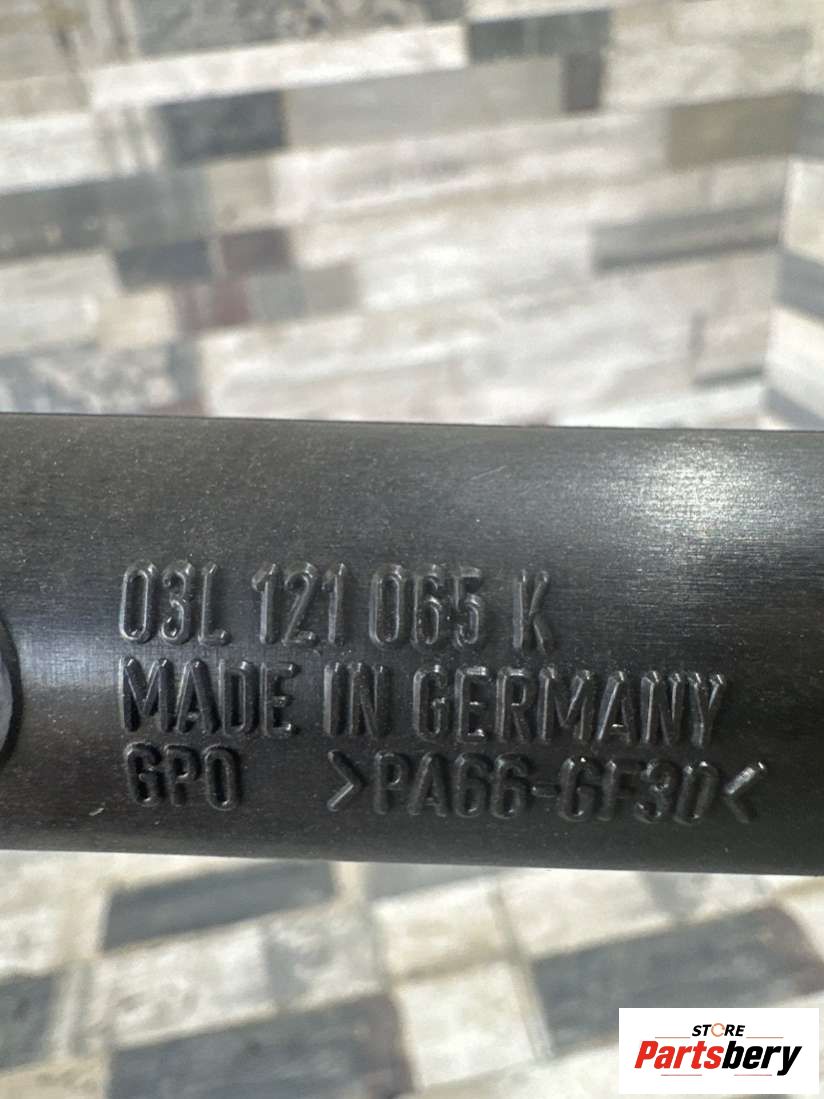 03L 121 065 K
MADE IN GERMANY
GPO >PA66-GF30<
STORE
Partsbery